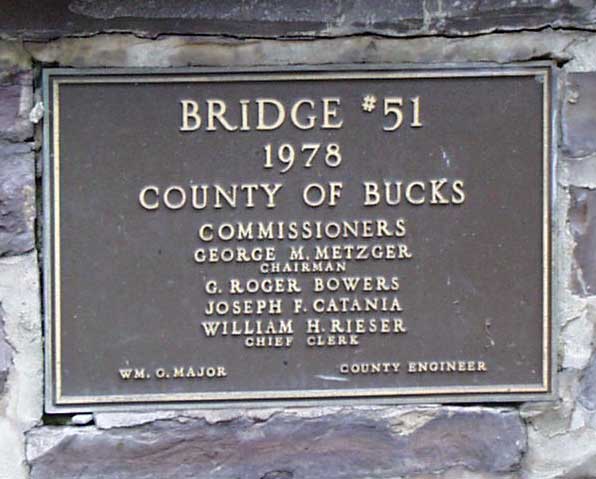 BRIDGE #51
1978
COUNTY OF BUCKS
COMMISSIONERS
GEORGE M. METZGER
CHAIRMAN
G. ROGER BOWERS
JOSEPH F. CATANIA
WILLIAM H. RIESER
CHIEF CLERK
WM. G. MAJOR COUNTY ENGINEER